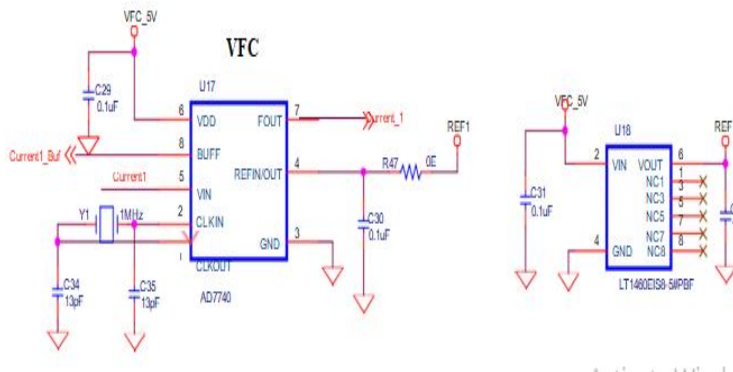 VFC_5V
VFC
U17
C29
0.1uF
6
VDD
FOUT
7
Current_1
Current1_Buf
8
BUFF
REFIN/OUT
4
R47
0E
REF1
Current1
5
VIN
Y1
1MHz
2
CLKIN
C30
0.1uF
GND
3
1
CLKOUT
C34
13pF
C35
13pF
AD7740
VFC_5V
U18
REF
2
VIN
VOUT
6
NC1
1
NC3
3
NC5
5
NC7
7
NC8
8
C31
0.1uF
4
GND
LT1460EIS8-5#PBF